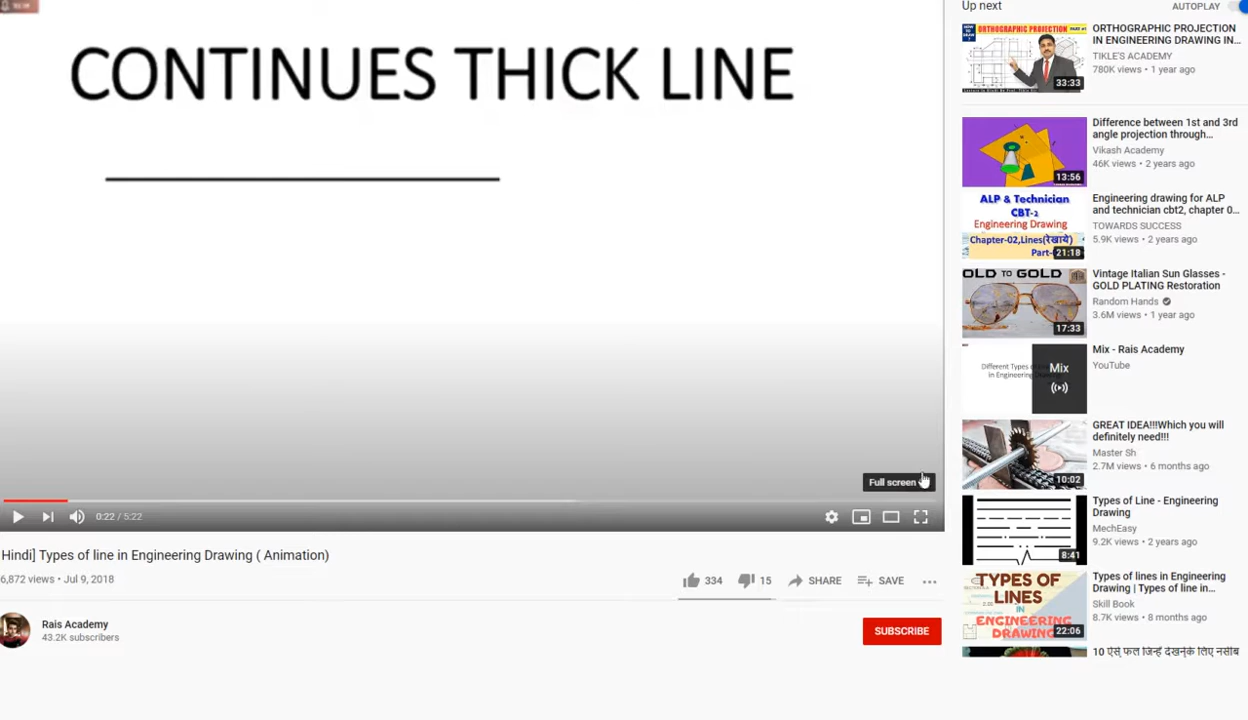 CONTINUES THICK LINE
Full screen
0:22 / 5:22
Hindi] Types of line in Engineering Drawing ( Animation)
6,872 views • Jul 9, 2018
334
15
SHARE
SAVE
Rais Academy
43.2K subscribers
SUBSCRIBE
Up next
AUTOPLAY
ORTHOGRAPHIC PROJECTION
33:33
ORTHOGRAPHIC PROJECTION
IN ENGINEERING DRAWING IN...
TIKLE'S ACADEMY
780K views • 1 year ago
13:56
Difference between 1st and 3rd
angle projection through...
Vikash Academy
46K views • 2 years ago
ALP & Technician
CBT-2
Engineering Drawing
Chapter-02,Lines(रेखाये)
Part-
21:18
Engineering drawing for ALP
and technician cbt2, chapter 0...
TOWARDS SUCCESS
5.9K views • 2 years ago
OLD TO GOLD
17:33
Vintage Italian Sun Glasses -
GOLD PLATING Restoration
Random Hands
3.6M views • 1 year ago
Different Types of
in Engineering
Mix
Mix - Rais Academy
YouTube
10:02
GREAT IDEA!!!Which you will
definitely need!!!
Master Sh
2.7M views • 6 months ago
8:41
Types of Line - Engineering
Drawing
MechEasy
9.2K views • 2 years ago
TYPES OF
LINES
IN
ENGINEERING
DRAWING
22:06
Types of lines in Engineering
Drawing | Types of line in...
Skill Book
8.7K views • 8 months ago
10 ऐसे फल जिन्हें देखने के लिए नसीब